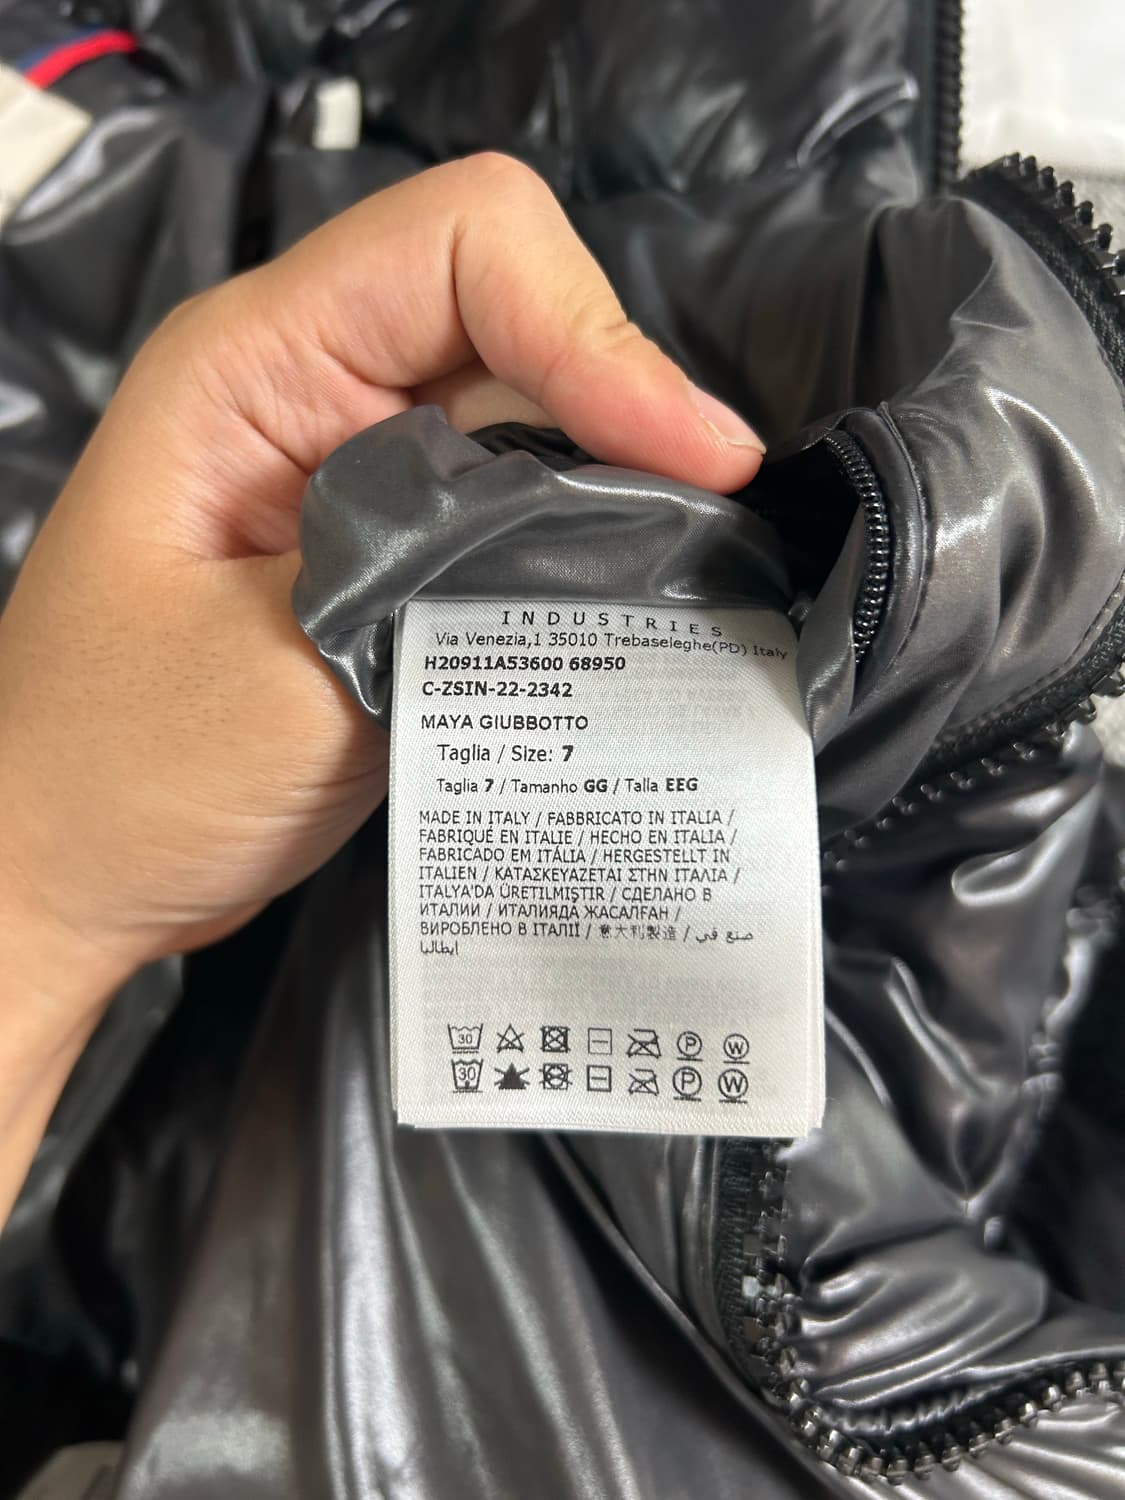 INDUSTRIES
Via Venezia,1 35010 Trebaseleghe(PD) Italy
H20911A53600 68950
C-ZSIN-22-2342
MAYA GIUBBOTTO
Taglia / Size: 7
Taglia 7 / Tamanho GG / Talla EEG
MADE IN ITALY / FABBRICATO IN ITALIA /
FABRIQUÉ EN ITALIE / HECHO EN ITALIA /
FABRICADO EM ITÁLIA / HERGESTELLT IN
ITALIEN / ΚΑΤΑΣΚΕΥΑΖΕΤΑΙ ΣΤΗΝ ΙΤΑΛΙΑ /
ITALYA'DA ÜRETILMIŞTIR / СДЕЛАНО В
ИТАЛИИ / ИТАЛИЯДА ЖАСАЛҒАН /
ВИРОБЛЕНО В ІТАЛІЇ / 意大利製造 / صنع في
ايطاليا
30 P W
30 P W